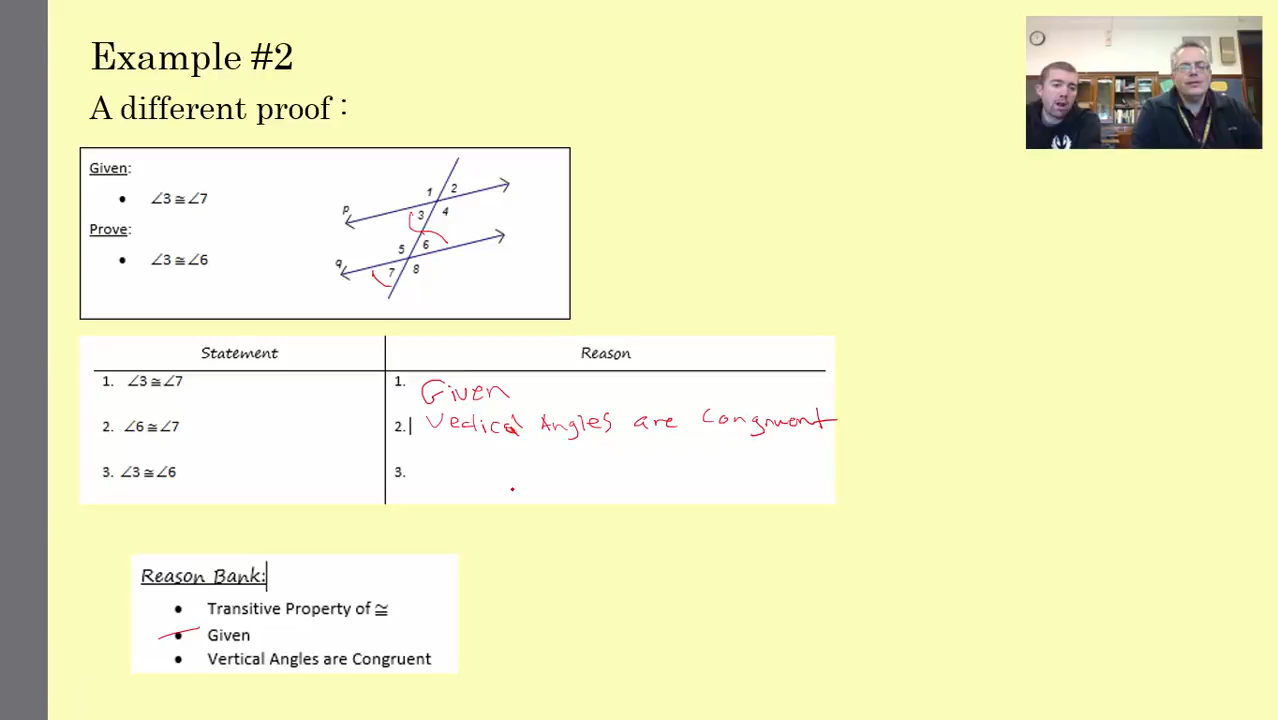 Example #2
A different proof :
Given:
• ∠3 ≅ ∠7
Prove:
• ∠3 ≅ ∠6
1 2
p 3 4
5 6
q 7 8
Statement Reason
1. ∠3 ≅ ∠7 1. Given
2. ∠6 ≅ ∠7 2. Vertical Angles are Congruent
3. ∠3 ≅ ∠6 3.
Reason Bank:
• Transitive Property of ≅
• Given
• Vertical Angles are Congruent